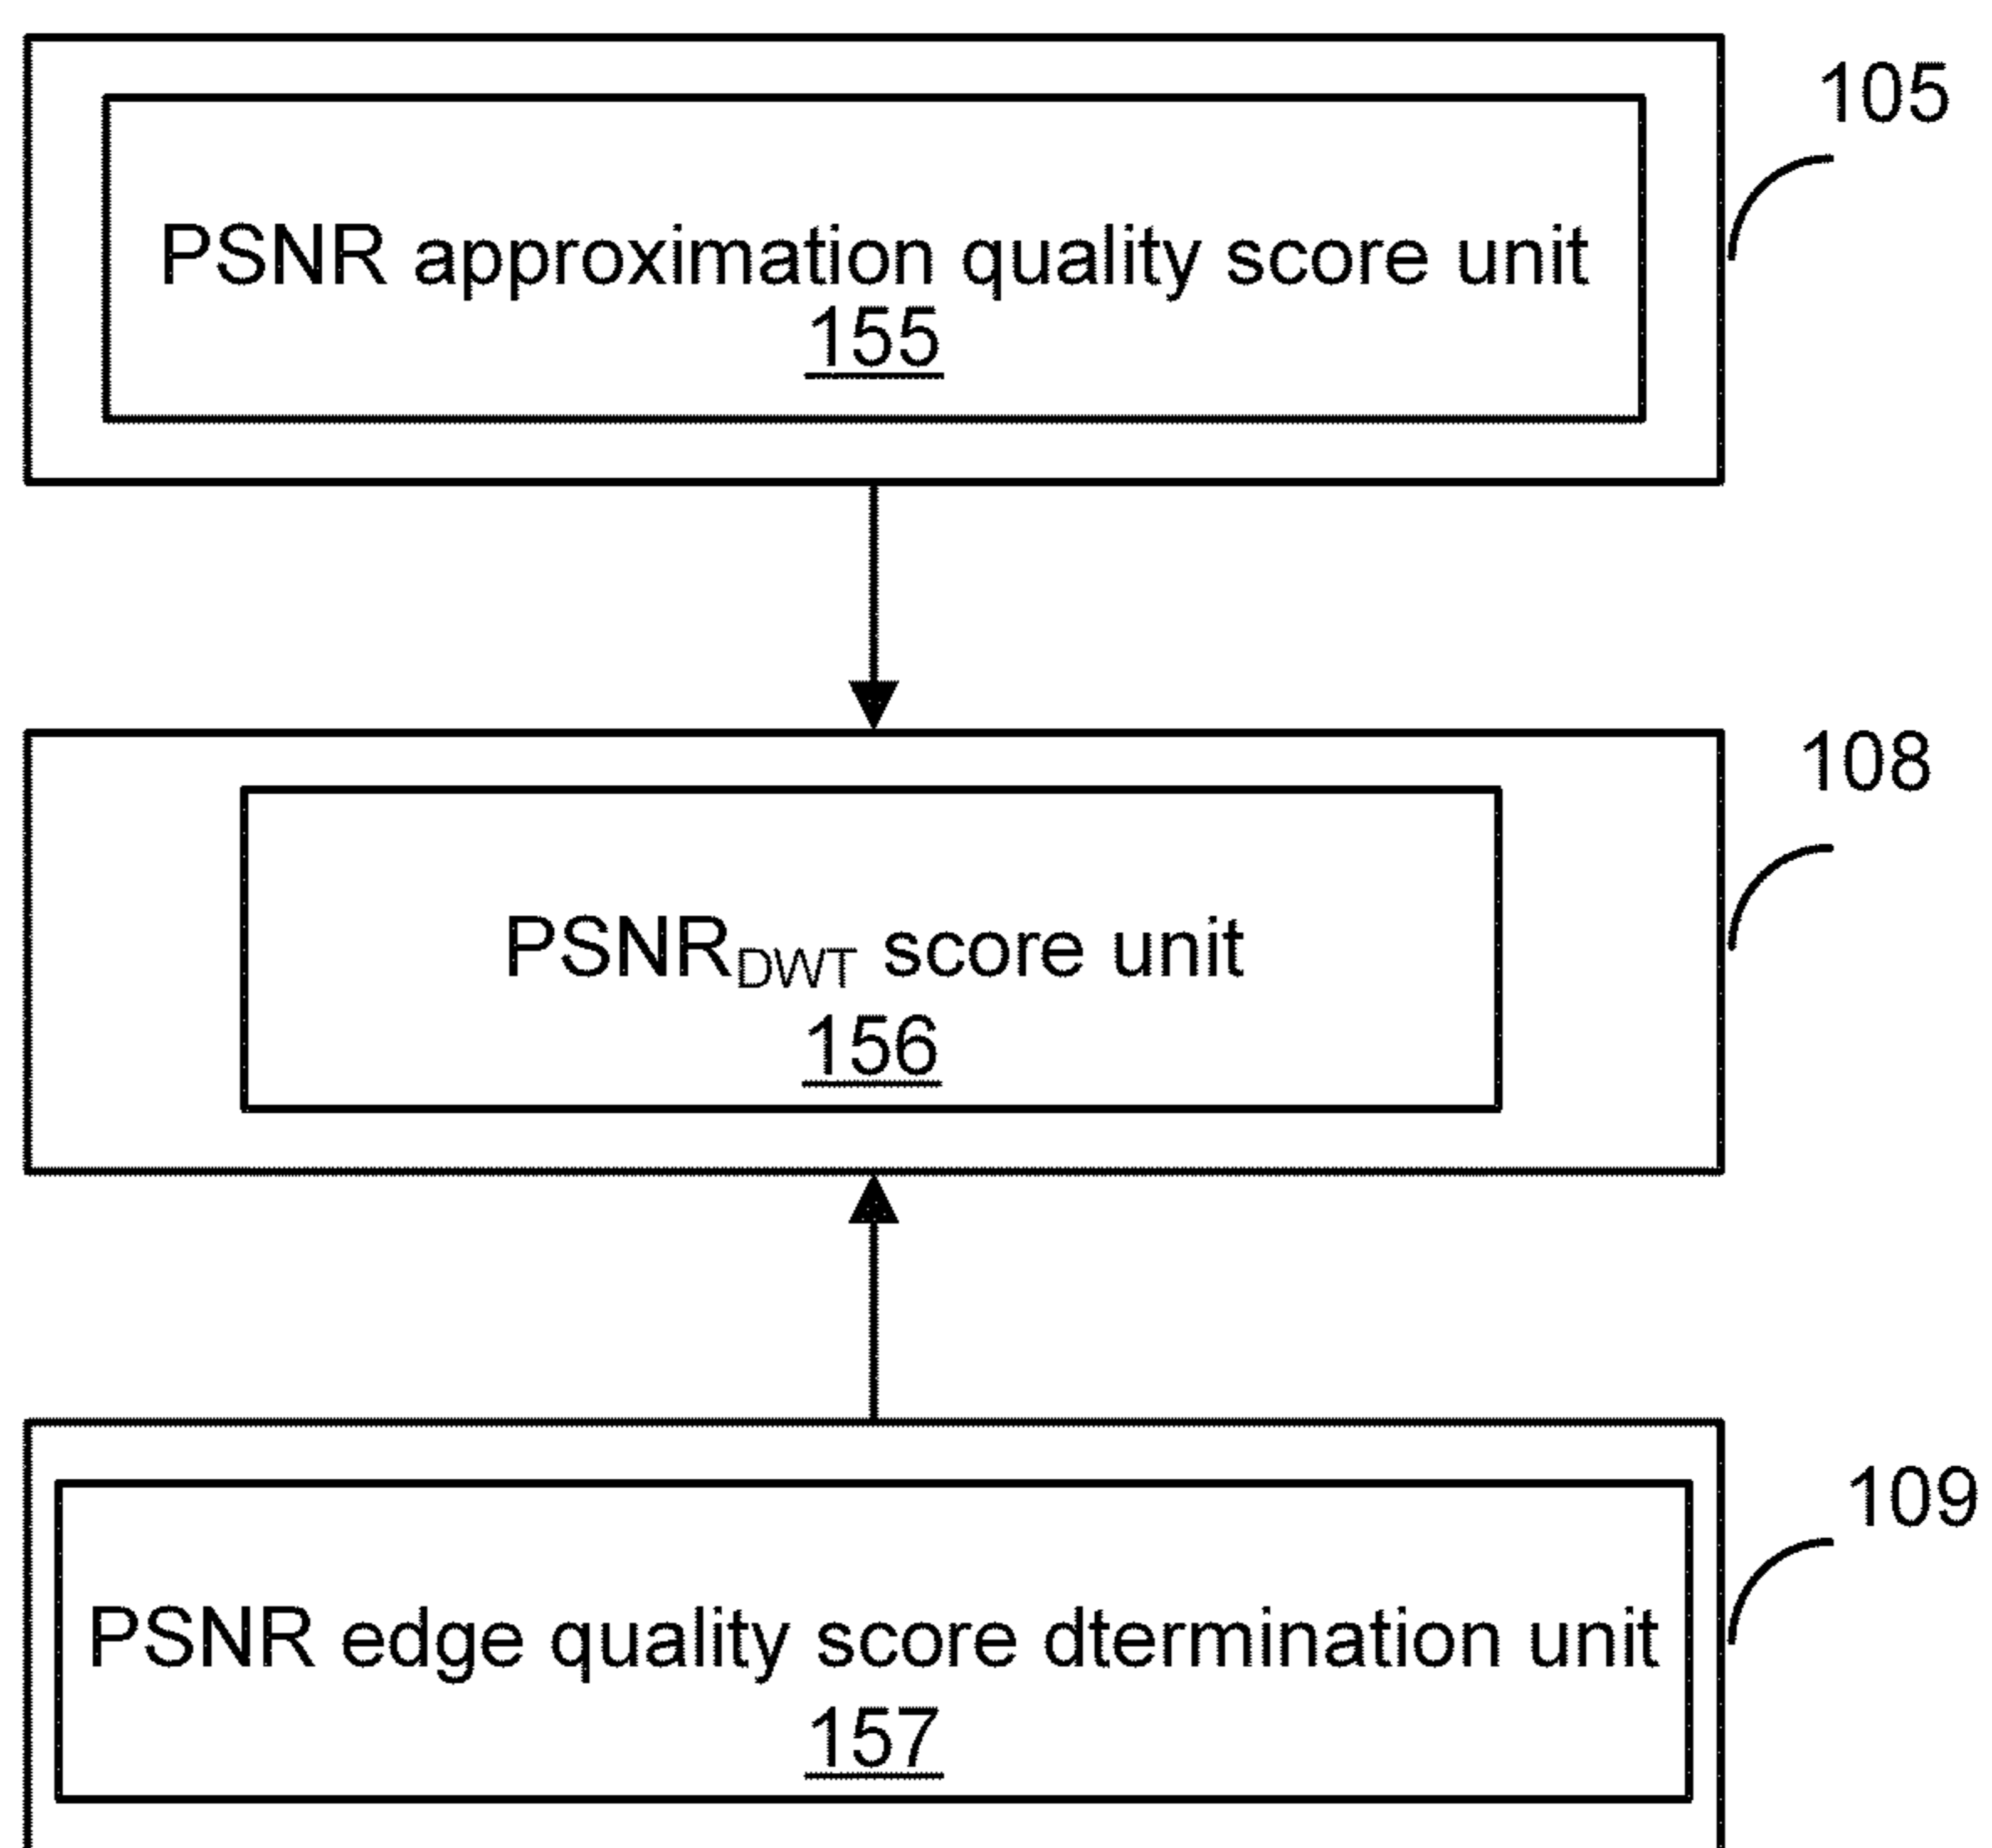 105
PSNR approximation quality score unit
155
108
PSNRDWT score unit
156
109
PSNR edge quality score dtermination unit
157